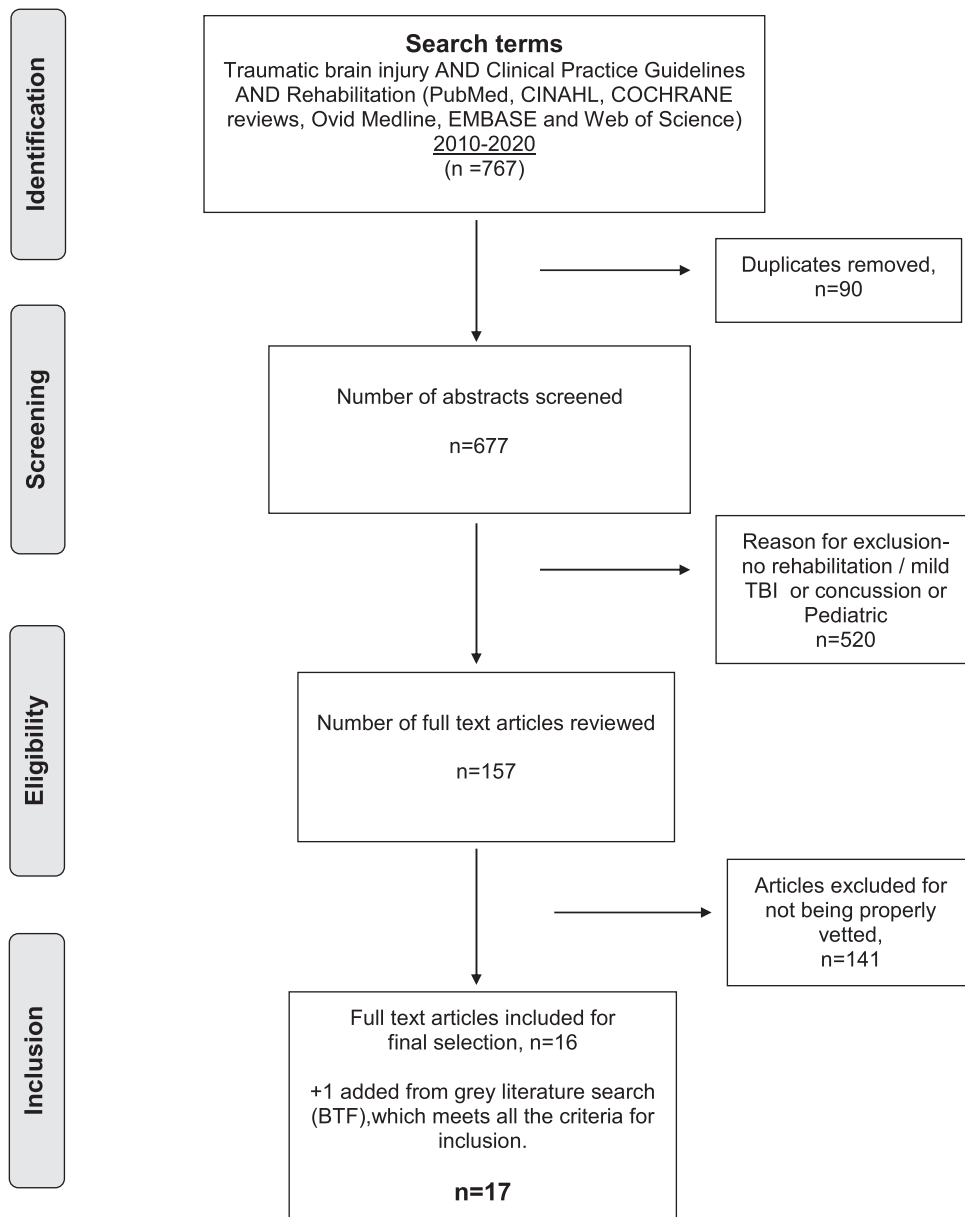 Identification
Search terms
Traumatic brain injury AND Clinical Practice Guidelines
AND Rehabilitation (PubMed, CINAHL, COCHRANE
reviews, Ovid Medline, EMBASE and Web of Science)
2010-2020
(n =767)
Duplicates removed,
n=90
Screening
Number of abstracts screened
n=677
Reason for exclusion-
no rehabilitation / mild
TBI or concussion or
Pediatric
n=520
Eligibility
Number of full text articles reviewed
n=157
Articles excluded for
not being properly
vetted,
n=141
Inclusion
Full text articles included for
final selection, n=16
+1 added from grey literature search
(BTF),which meets all the criteria for
inclusion.
n=17